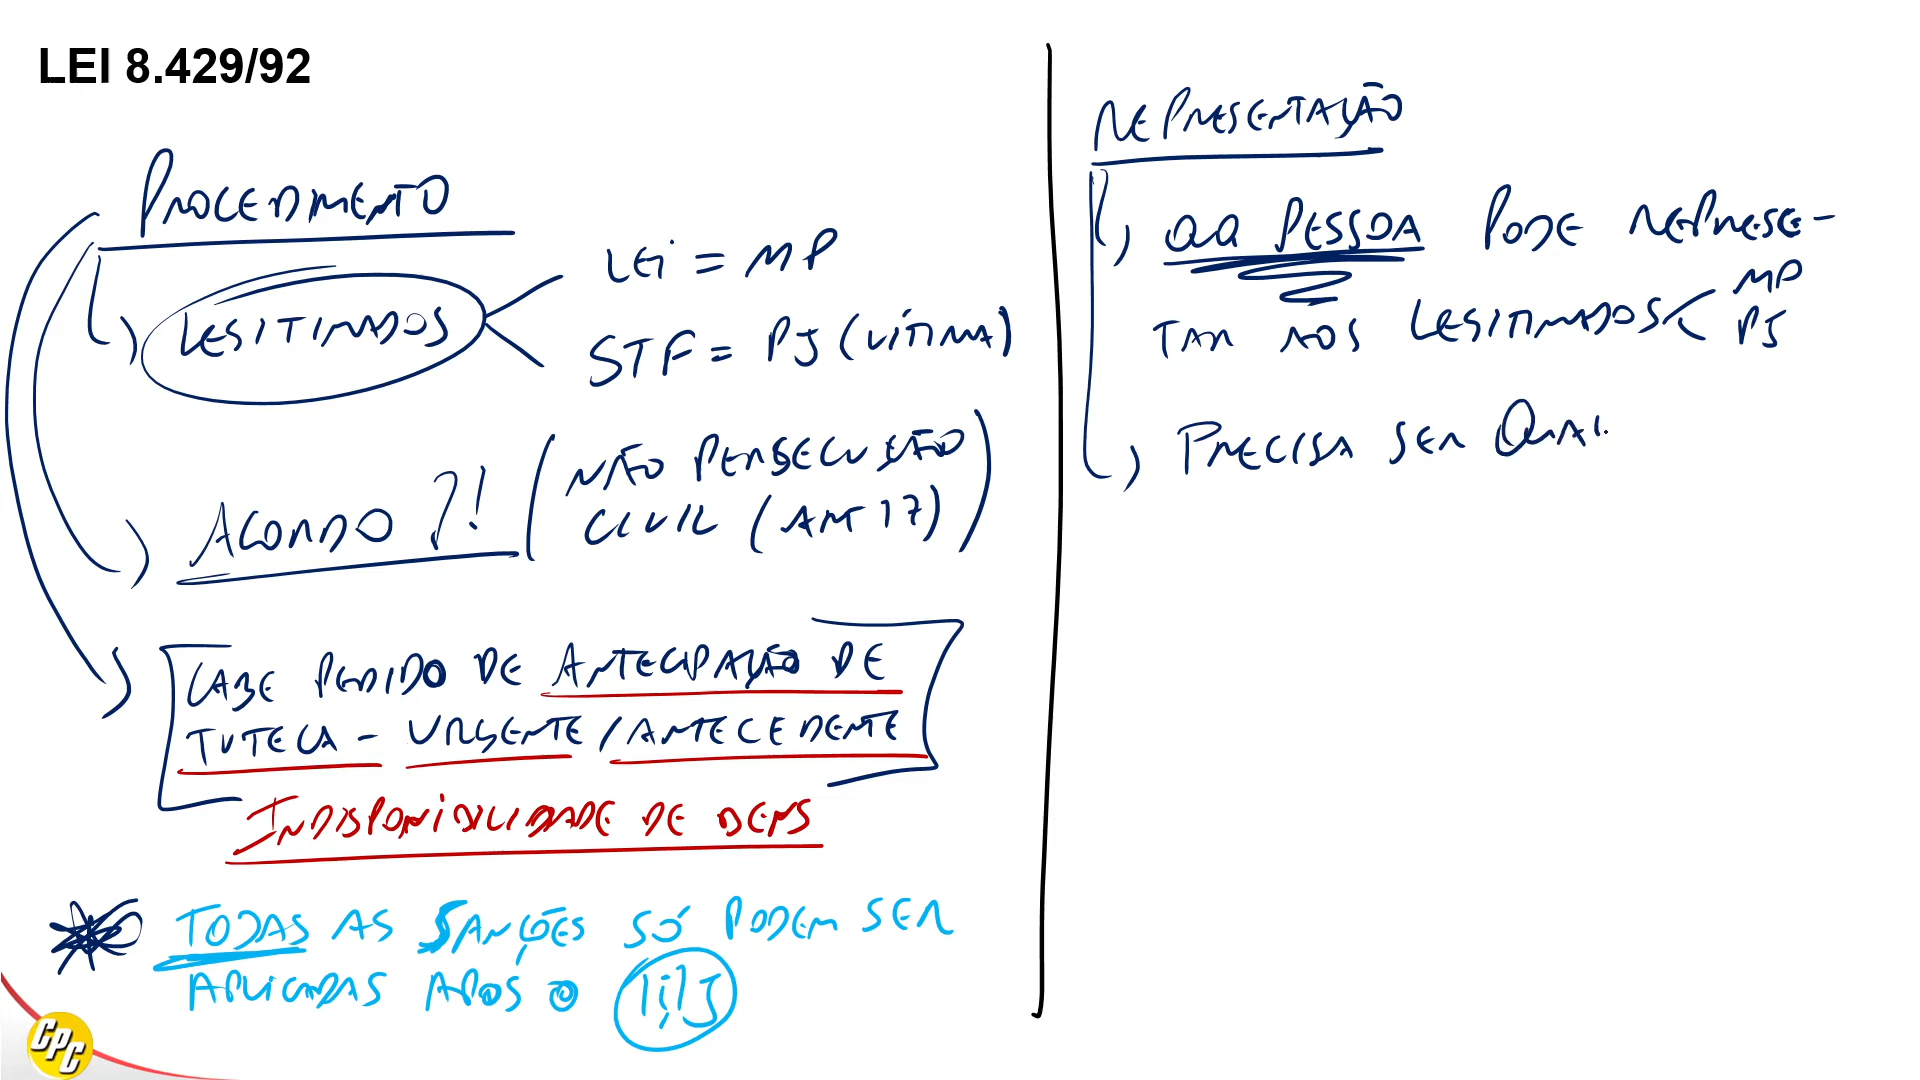 LEI 8.429/92
PROCEDIMENTO
LEGITIMADOS
LEI = MP
STF = PJ (VÍTIMA)
ACORDO ?! (NÃO PERSECUÇÃO
CIVIL (ART 17)
CABE PEDIDO DE ANTECIPAÇÃO DE
TUTELA - URGENTE / ANTECEDENTE
INDISPONIBILIDADE DE BENS
TODAS AS SANÇÕES SÓ PODEM SER
APLICADAS APÓS O T.J
REPRESENTAÇÃO
QQ PESSOA PODE REPRESE-
TAR AOS LEGITIMADOS < MP
PJ
PRECISA SER QUAL
CPC